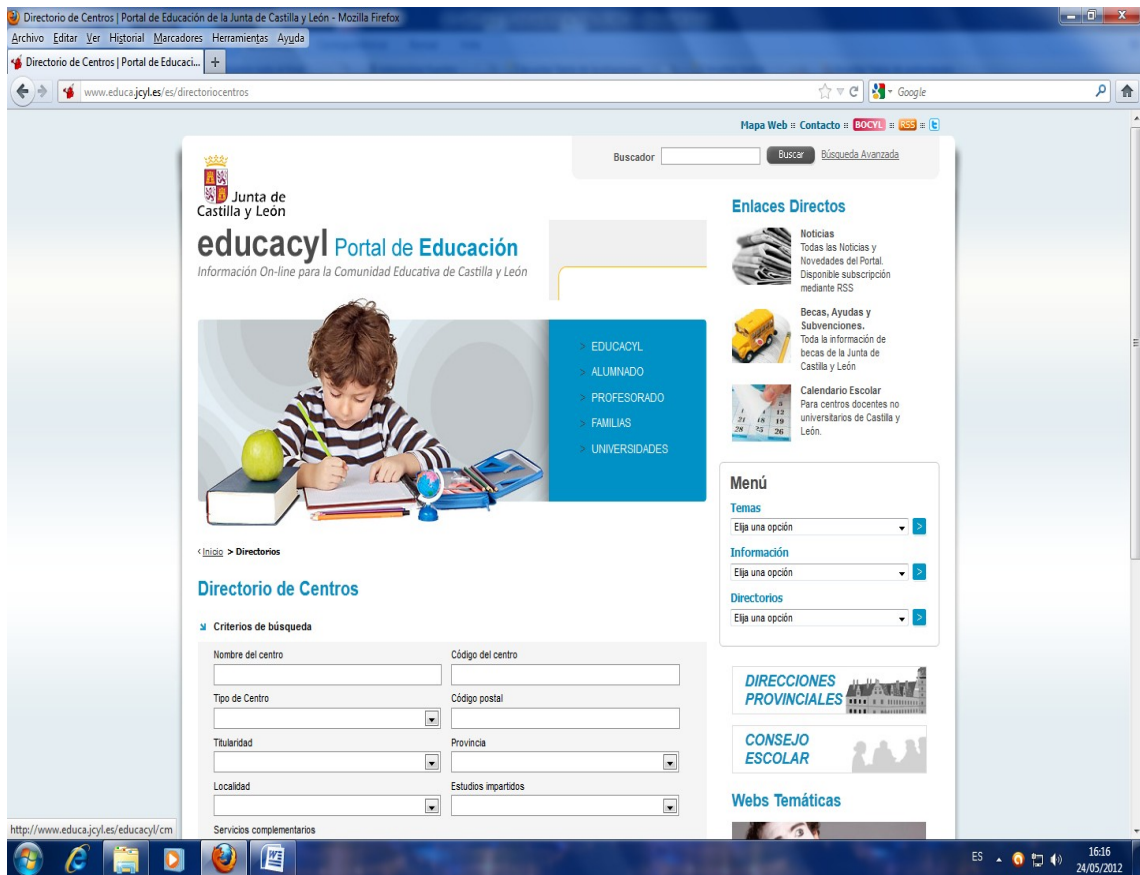 Directorio de Centros | Portal de Educación de la Junta de Castilla y León - Mozilla Firefox
Archivo Editar Ver Historial Marcadores Herramientas Ayuda
Directorio de Centros | Portal de Educaci... +
www.educa.jcyl.es/es/directoriocentros
Google
Mapa Web :: Contacto :: BOCYL :: RSS ::
Buscador
Buscar
Búsqueda Avanzada
Junta de
Castilla y León
educacyl Portal de Educación
Información On-line para la Comunidad Educativa de Castilla y León
> EDUCACYL
> ALUMNADO
> PROFESORADO
> FAMILIAS
> UNIVERSIDADES
Enlaces Directos
Noticias
Todas las Noticias y
Novedades del Portal.
Disponible subscripción
mediante RSS
Becas, Ayudas y
Subvenciones.
Toda la información de
becas de la Junta de
Castilla y León
Calendario Escolar
Para centros docentes no
universitarios de Castilla y
León.
Menú
Temas
Elija una opción
Información
Elija una opción
Directorios
Elija una opción
DIRECCIONES
PROVINCIALES
CONSEJO
ESCOLAR
Webs Temáticas
Inicio > Directorios
Directorio de Centros
Criterios de búsqueda
Nombre del centro
Código del centro
Tipo de Centro
Código postal
Titularidad
Provincia
Localidad
Estudios impartidos
Servicios complementarios
http://www.educa.jcyl.es/educacyl/cm
ES
16:16
24/05/2012